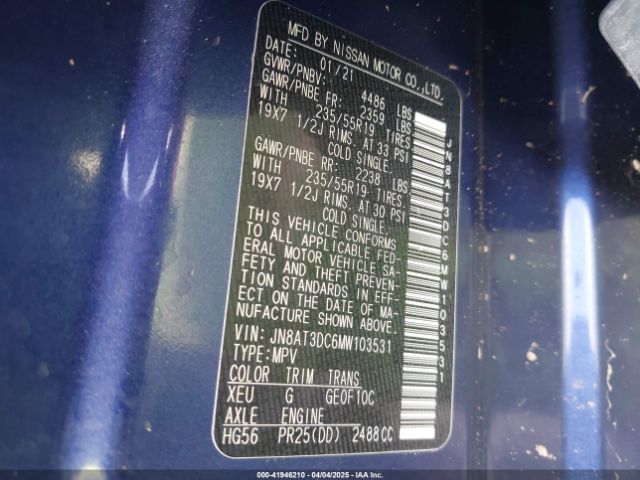 MFD BY NISSAN MOTOR CO.,LTD.
DATE: 01/21
GVWR/PNBV: 4486 LBS
GAWR/PNBE FR: 2359 LBS
WITH 235/55R19 TIRES
19X7 1/2J RIMS. AT 33 PSI
COLD SINGLE.
GAWR/PNBE RR: 2238 LBS
WITH 235/55R19 TIRES
19X7 1/2J RIMS. AT 30 PSI
COLD SINGLE.
THIS VEHICLE CONFORMS
TO ALL APPLICABLE FED-
ERAL MOTOR VEHICLE SA-
FETY AND THEFT PREVEN-
TION STANDARDS IN EFF-
ECT ON THE DATE OF MA-
NUFACTURE SHOWN ABOVE.
VIN: JN8AT3DC6MW103531
TYPE: MPV
COLOR TRIM TRANS
XEU G GE0F10C
AXLE ENGINE
HG56 PR25(DD) 2488CC
JN8AT3DC6MW103531
000-41946210 - 04/04/2025 - IAAI.COM